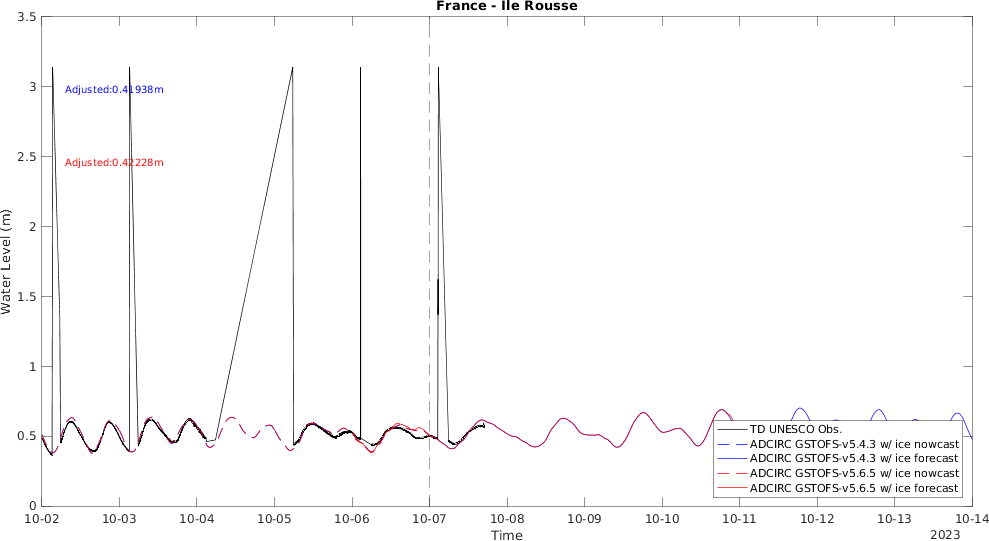 France - Ile Rousse
3.5
3
2.5
2
1.5
1
0.5
0
Water Level (m)
Adjusted:0.41938m
Adjusted:0.42228m
TD UNESCO Obs.
ADCIRC GSTOFS-v5.4.3 w/ ice nowcast
ADCIRC GSTOFS-v5.4.3 w/ ice forecast
ADCIRC GSTOFS-v5.6.5 w/ ice nowcast
ADCIRC GSTOFS-v5.6.5 w/ ice forecast
10-02 10-03 10-04 10-05 10-06 10-07 10-08 10-09 10-10 10-11 10-12 10-13 10-14
Time
2023